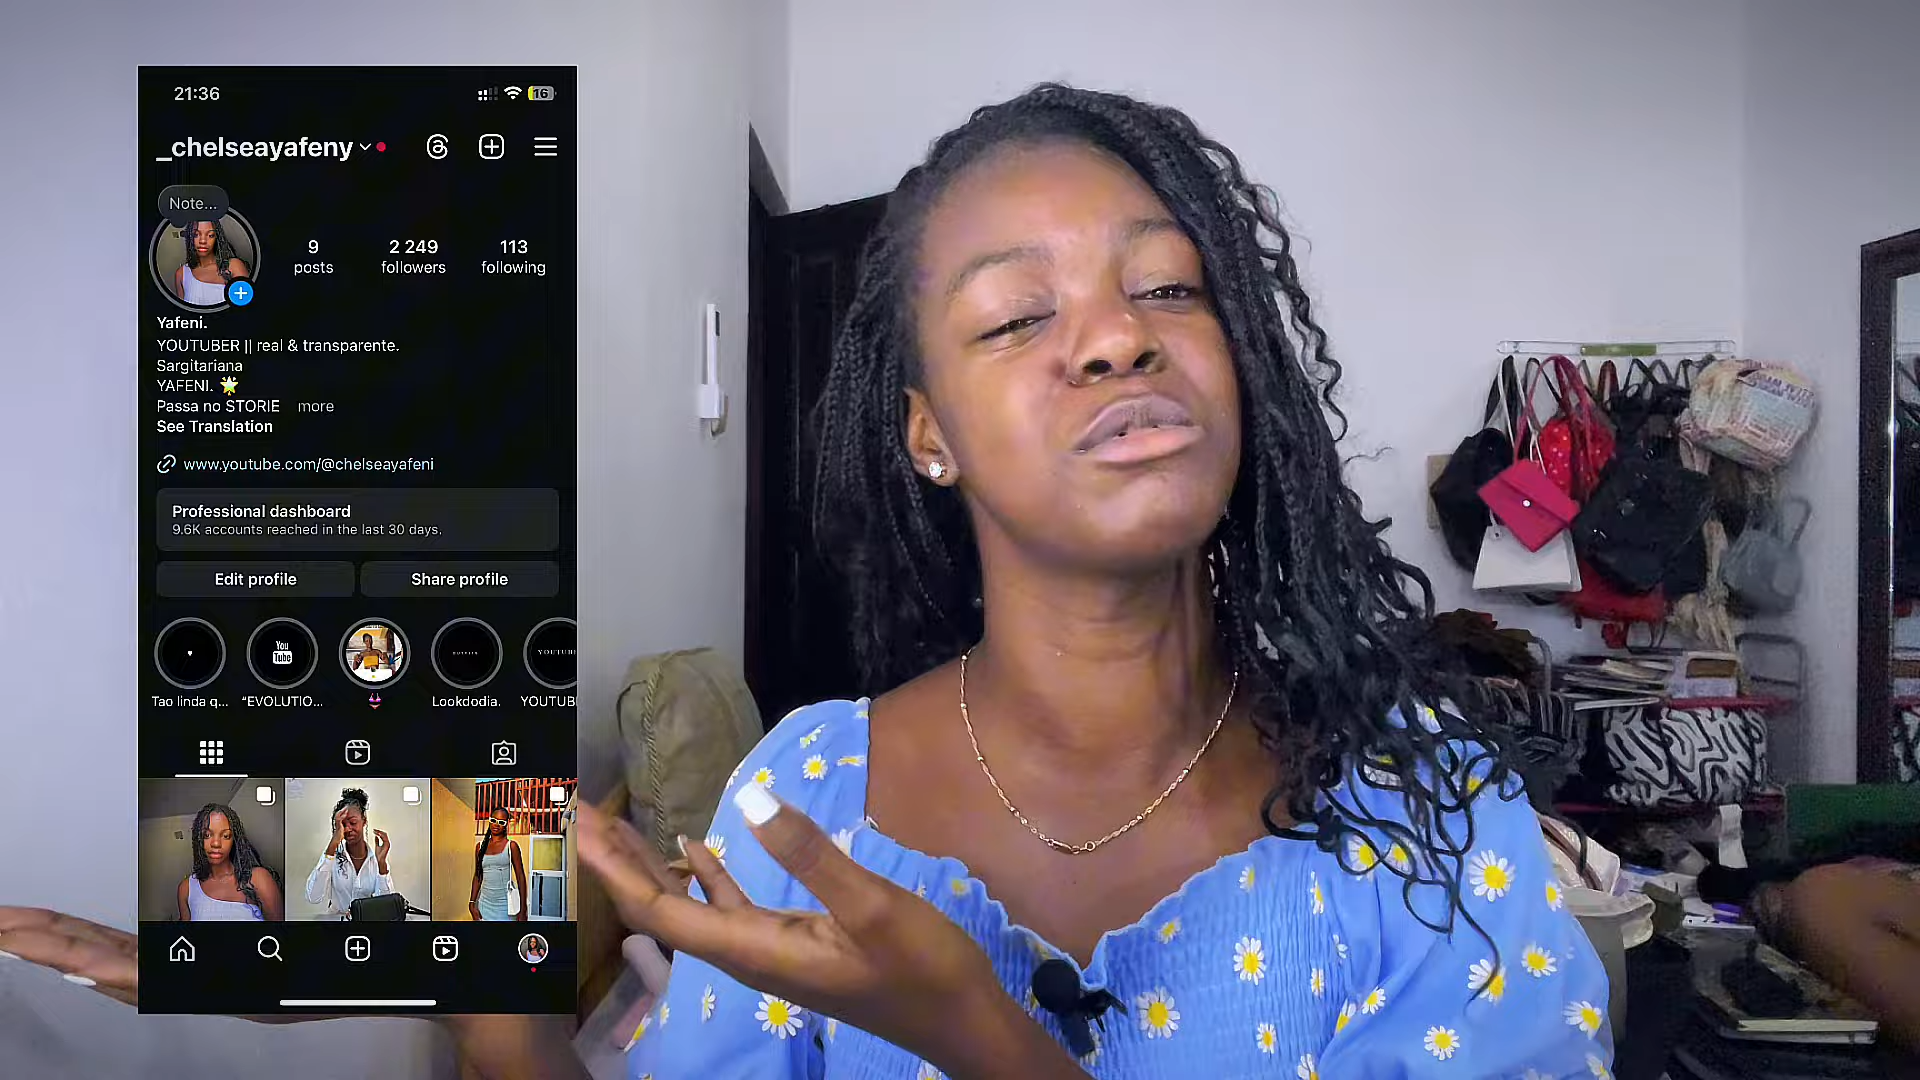 21:36
16
_chelseayafeny
Note...
9
posts
2 249
followers
113
following
Yafeni.
YOUTUBER || real & transparente.
Sargitariana
YAFENI. 🌟
Passa no STORIE more
See Translation
www.youtube.com/@chelseayafeni
Professional dashboard
9.6K accounts reached in the last 30 days.
Edit profile
Share profile
You
Tube
YOUTUBE
Tao linda q...
“EVOLUTIO...
👙
Lookdodia.
YOUTUB